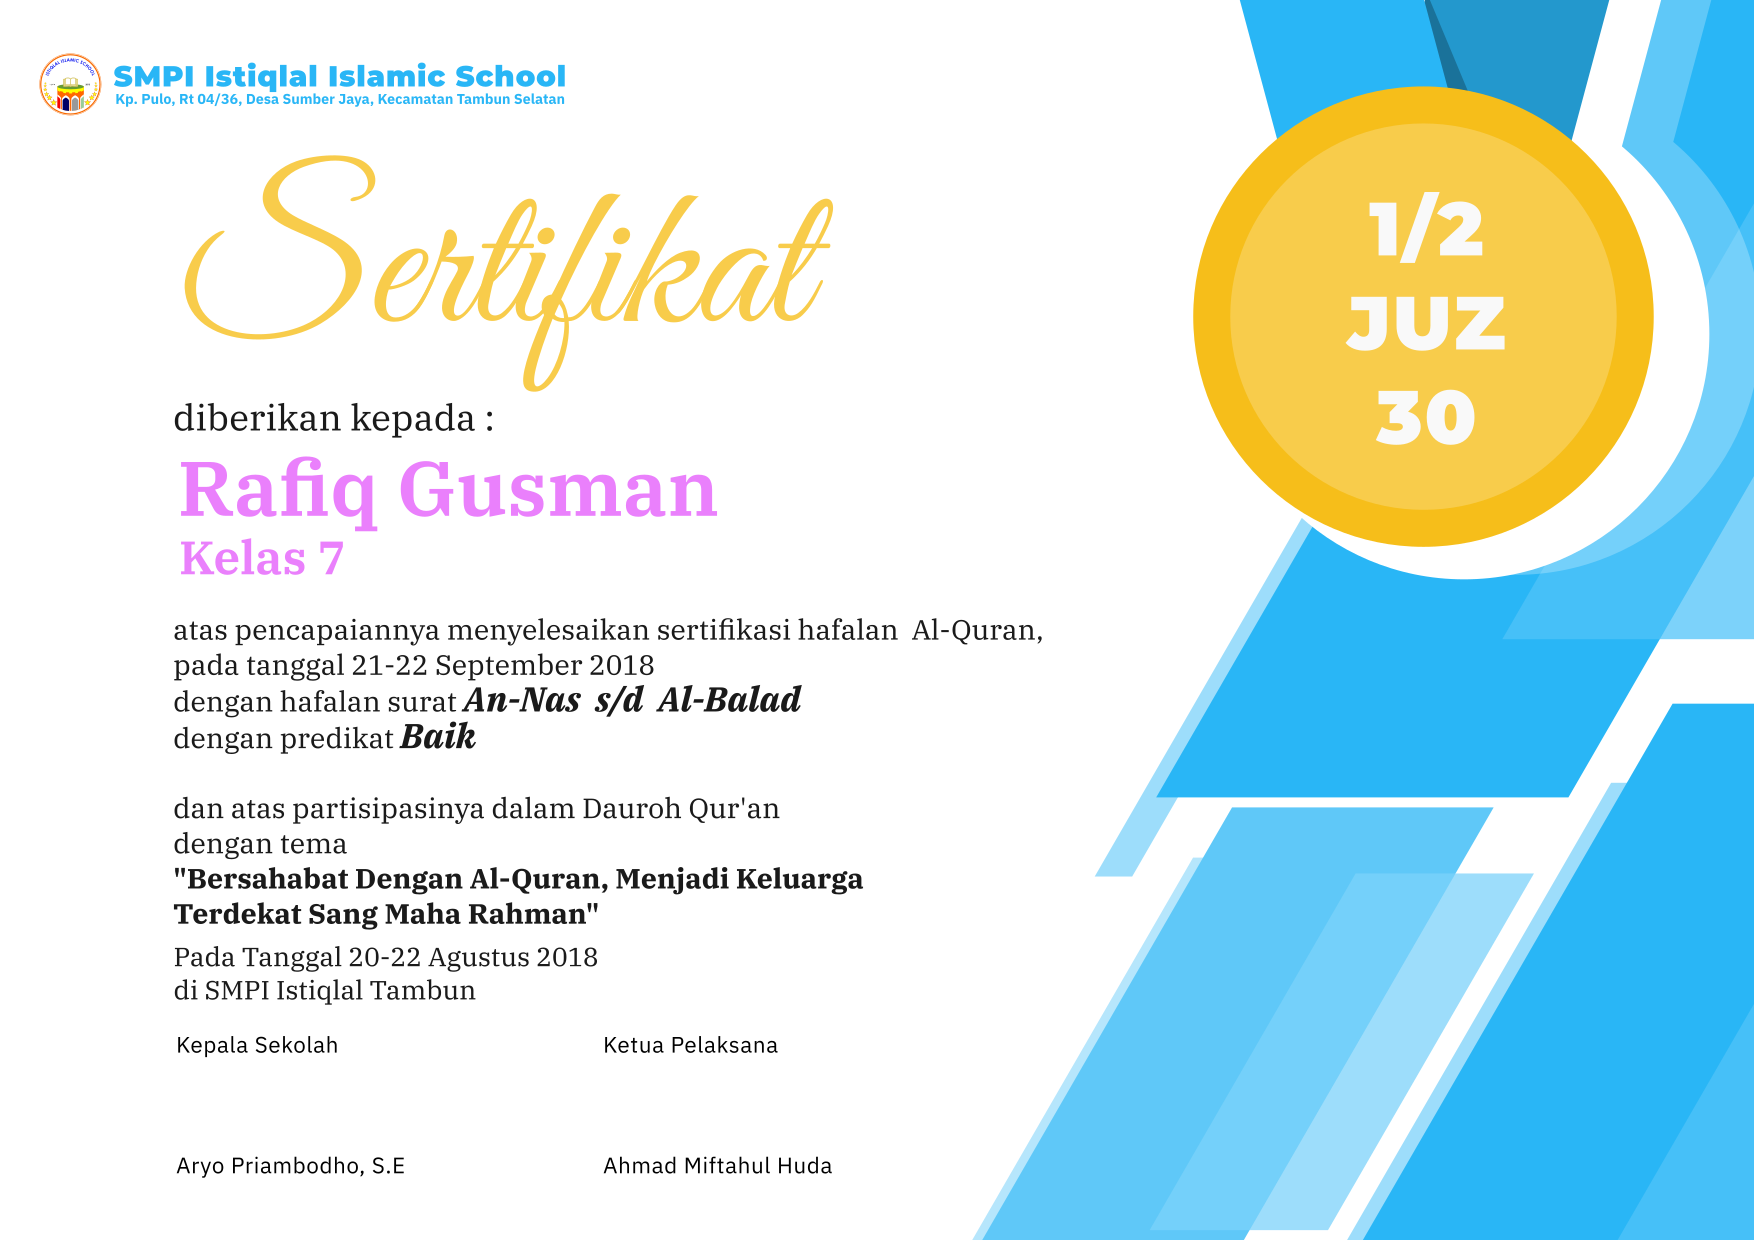 ISTIQLAL ISLAMIC SCHOOL
SMPI Istiqlal Islamic School
Kp. Pulo, Rt 04/36, Desa Sumber Jaya, Kecamatan Tambun Selatan
Sertifikat
1/2
JUZ
30
diberikan kepada :
Rafiq Gusman
Kelas 7
atas pencapaiannya menyelesaikan sertifikasi hafalan Al-Quran,
pada tanggal 21-22 September 2018
dengan hafalan surat An-Nas s/d Al-Balad
dengan predikat Baik
dan atas partisipasinya dalam Dauroh Qur'an
dengan tema
"Bersahabat Dengan Al-Quran, Menjadi Keluarga
Terdekat Sang Maha Rahman"
Pada Tanggal 20-22 Agustus 2018
di SMPI Istiqlal Tambun
Kepala Sekolah
Ketua Pelaksana
Aryo Priambodho, S.E
Ahmad Miftahul Huda